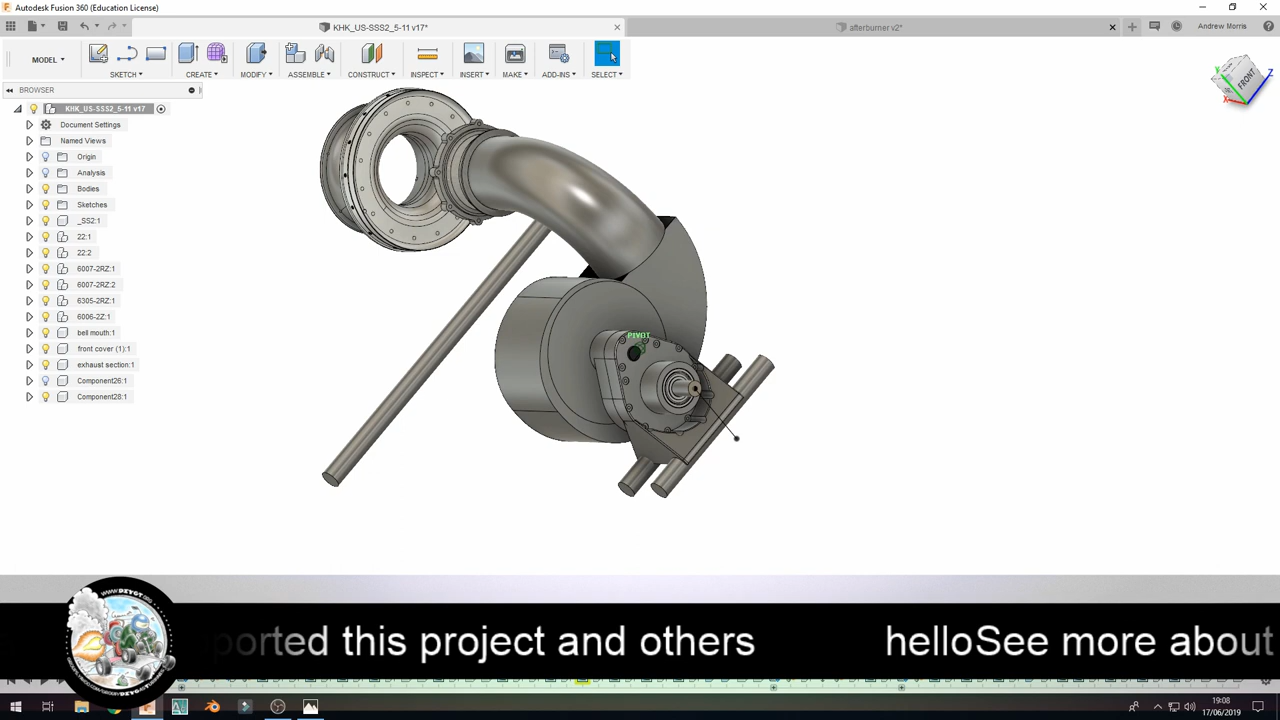 Autodesk Fusion 360 (Education License)
KHK_US-SSS2_5-11 v17*
afterburner v2*
Andrew Morris
MODEL
SKETCH
CREATE
MODIFY
ASSEMBLE
CONSTRUCT
INSPECT
INSERT
MAKE
ADD-INS
SELECT
BROWSER
KHK_US-SSS2_5-11 v17
Document Settings
Named Views
Origin
Analysis
Bodies
Sketches
_SS2:1
22:1
22:2
6007-2RZ:1
6007-2RZ:2
6305-2RZ:1
6006-2Z:1
bell mouth:1
front cover (1):1
exhaust section:1
Component26:1
Component28:1
FRONT
X
Y
Z
PIVOT
ported this project and others
helloSee more about
19:08
17/06/2019